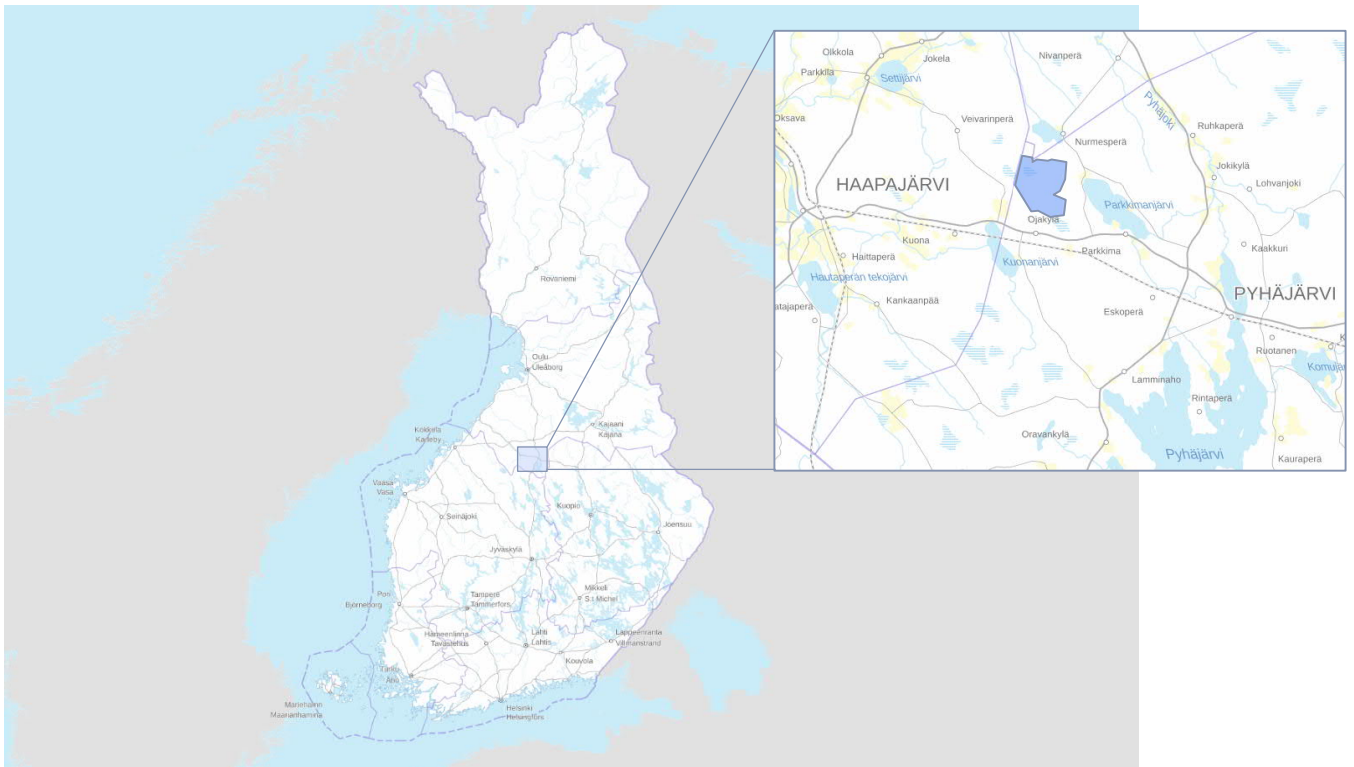 Rovaniemi
Oulu
Uleåborg
Kajaani
Kajana
Kokkola
Karleby
Vaasa
Vasa
Seinäjoki
Kuopio
Joensuu
Jyväskylä
Pori
Björneborg
Tampere
Tammerfors
Mikkeli
S:t Michel
Hämeenlinna
Tavastehus
Lahti
Lahtis
Lappeenranta
Villmanstrand
Kouvola
Turku
Åbo
Helsinki
Helsingfors
Mariehamn
Maarianhamina
Olkkola
Jokela
Nivanperä
Parkkila
Settijärvi
Pyhäjoki
Oksava
Veivarinperä
Ruhkaperä
Nurmesperä
Jokikylä
HAAPAJÄRVI
Lohvanjoki
Parkkimanjärvi
Ojakylä
Kuona
Parkkima
Kaakkuri
Haittaperä
Kuonanjärvi
Hautaperän tekojärvi
PYHÄJÄRVI
Kankaanpää
atajaperä
Eskoperä
Ruotanen
K
Komujär
Lamminaho
Rintaperä
Oravankylä
Pyhäjärvi
Kauraperä